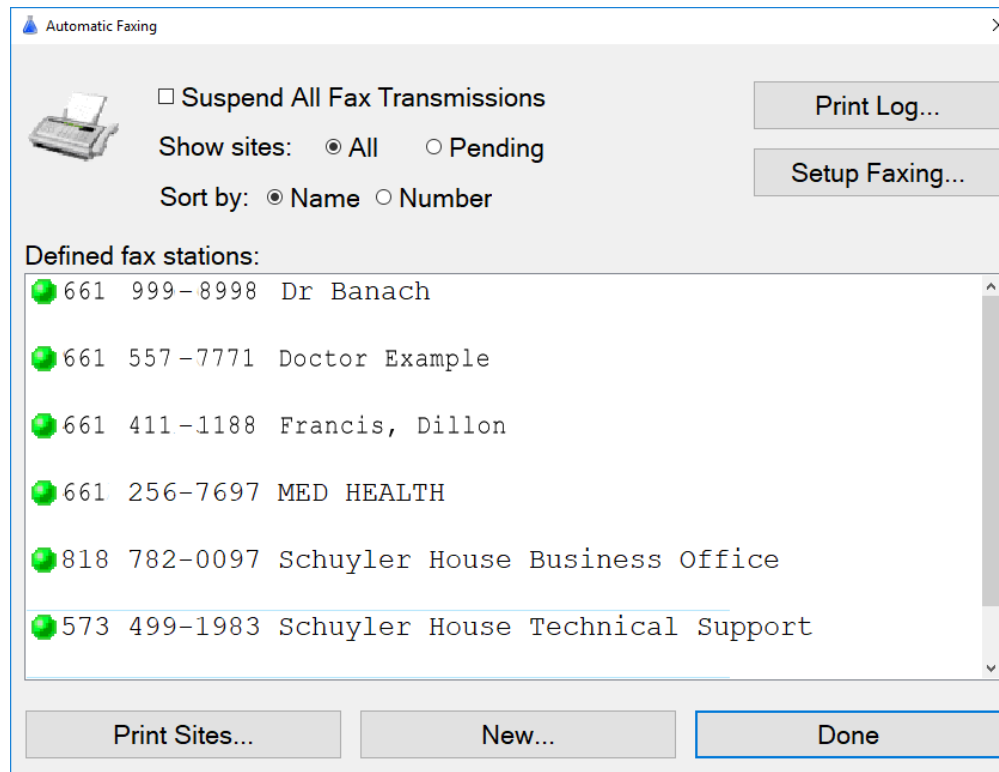 Automatic Faxing
Suspend All Fax Transmissions
Print Log...
Show sites: All Pending
Setup Faxing...
Sort by: Name Number
Defined fax stations:
661 999-8998 Dr Banach
661 557-7771 Doctor Example
661 411-1188 Francis, Dillon
661 256-7697 MED HEALTH
818 782-0097 Schuyler House Business Office
573 499-1983 Schuyler House Technical Support
Print Sites... New... Done